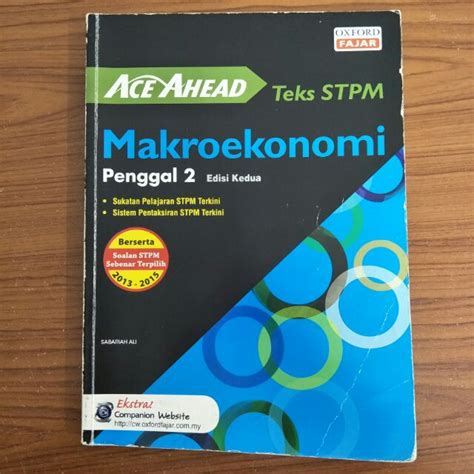 OXFORD
FAJAR
ACE AHEAD
Teks STPM
Makroekonomi
Penggal 2 Edisi Kedua
• Sukatan Pelajaran STPM Terkini
• Sistem Pentaksiran STPM Terkini
Berserta
Soalan STPM
Sebenar Terpilih
2013 - 2015
SABARIAH ALI
Ekstra!
Companion Website
http://cw.oxfordfajar.com.my